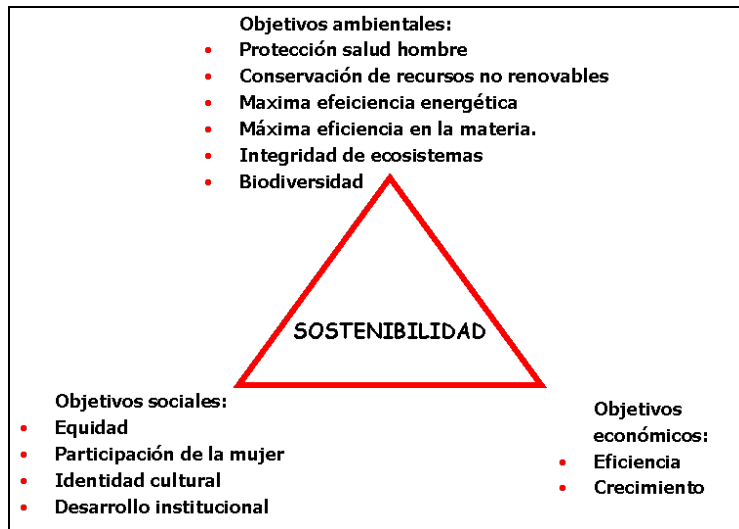 Objetivos ambientales:
• Protección salud hombre
• Conservación de recursos no renovables
• Maxima efeiciencia energética
• Máxima eficiencia en la materia.
• Integridad de ecosistemas
• Biodiversidad
SOSTENIBILIDAD
Objetivos sociales:
• Equidad
• Participación de la mujer
• Identidad cultural
• Desarrollo institucional
Objetivos
económicos:
• Eficiencia
• Crecimiento